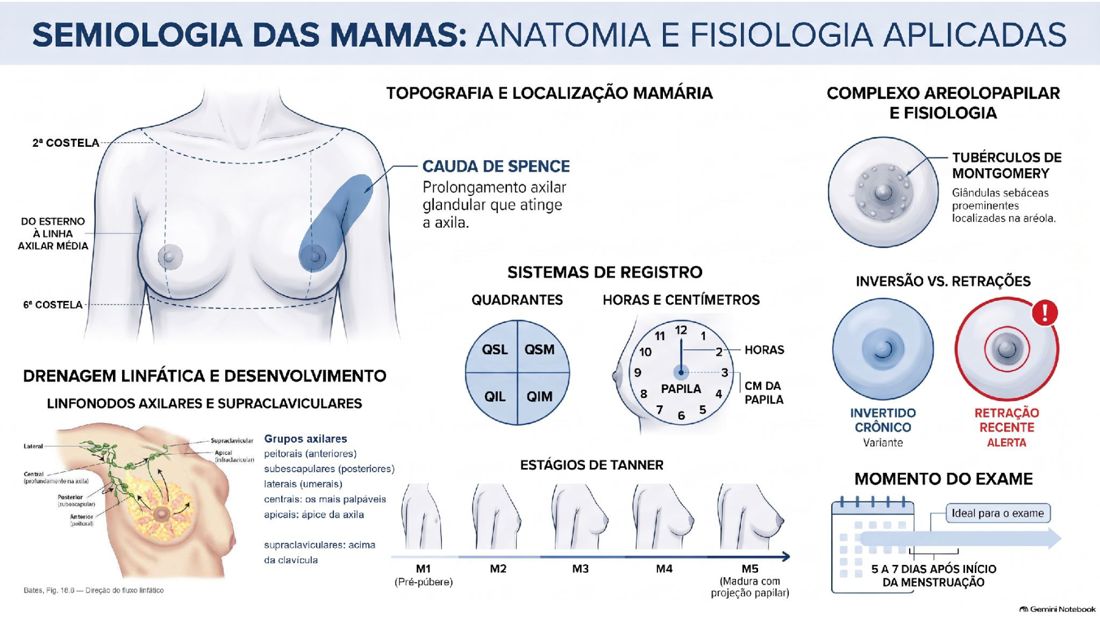 SEMIOLOGIA DAS MAMAS: ANATOMIA E FISIOLOGIA APLICADAS
TOPOGRAFIA E LOCALIZAÇÃO MAMÁRIA
2ª COSTELA
DO ESTERNO
À LINHA
AXILAR MÉDIA
6ª COSTELA
CAUDA DE SPENCE
Prolongamento axilar
glandular que atinge
a axila.
SISTEMAS DE REGISTRO
QUADRANTES
QSL
QSM
QIL
QIM
HORAS E CENTÍMETROS
12
1
2
3
4
5
6
7
8
9
10
11
PAPILA
HORAS
CM DA
PAPILA
COMPLEXO AREOLOPAPILAR
E FISIOLOGIA
TUBÉRCULOS DE
MONTGOMERY
Glândulas sebáceas
proeminentes
localizadas na aréola.
INVERSÃO VS. RETRAÇÕES
!
INVERTIDO
CRÔNICO
Variante
RETRAÇÃO
RECENTE
ALERTA
DRENAGEM LINFÁTICA E DESENVOLVIMENTO
LINFONODOS AXILARES E SUPRACLAVICULARES
Lateral
Central
(profundamente na axila)
Posterior
(subescapular)
Anterior
(peitoral)
Supraclavicular
Apical
(infraclavicular)
Grupos axilares
peitorais (anteriores)
subescapulares (posteriores)
laterais (umerais)
centrais: os mais palpáveis
apicais: ápice da axila
supraclaviculares: acima
da clavícula
Bates, Fig. 18.6 — Direção do fluxo linfático
ESTÁGIOS DE TANNER
M1
(Pré-púbere)
M2
M3
M4
M5
(Madura com
projeção papilar)
MOMENTO DO EXAME
Ideal para o exame
5 A 7 DIAS APÓS INÍCIO
DA MENSTRUAÇÃO
Gemini Notebook